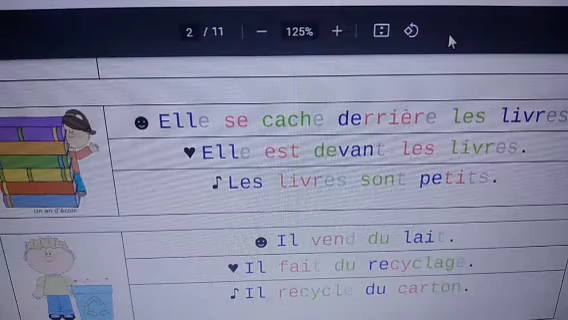 2 / 11 — 125% +
☻ Elle se cache derrière les livres
♥ Elle est devant les livres.
♪ Les livres sont petits.
Un an d'école
☻ Il vend du lait.
♥ Il fait du recyclage.
♪ Il recycle du carton.